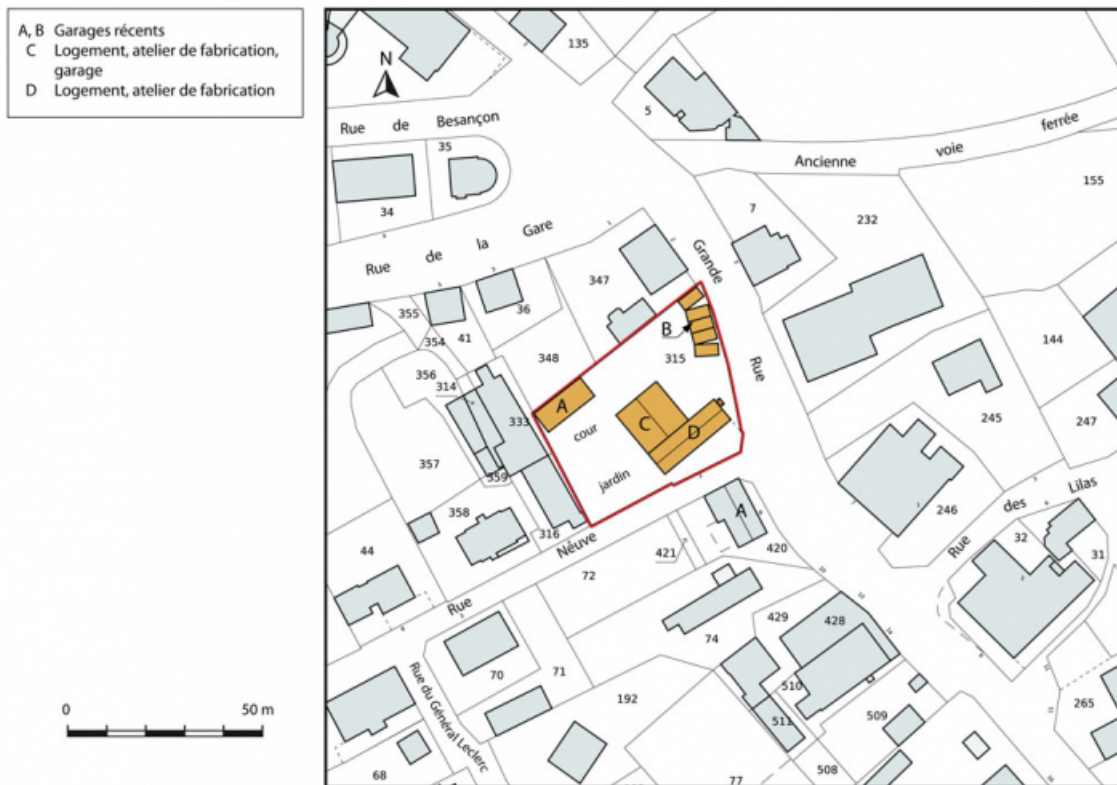 A, B Garages récents
C Logement, atelier de fabrication,
garage
D Logement, atelier de fabrication
N
135
5
Rue de Besançon
35
34
Ancienne voie ferrée
155
7
232
Rue de la Gare
Grande Rue
347
36
355
354
41
348
356
314
333
B
315
144
A
cour
C
D
245
247
357
359
jardin
358
316
246
Rue des Lilas
A
44
Rue Neuve
421
420
72
32
31
429
428
74
70
71
510
192
511
509
265
Rue du Général Leclerc
68
77
508
0 50 m